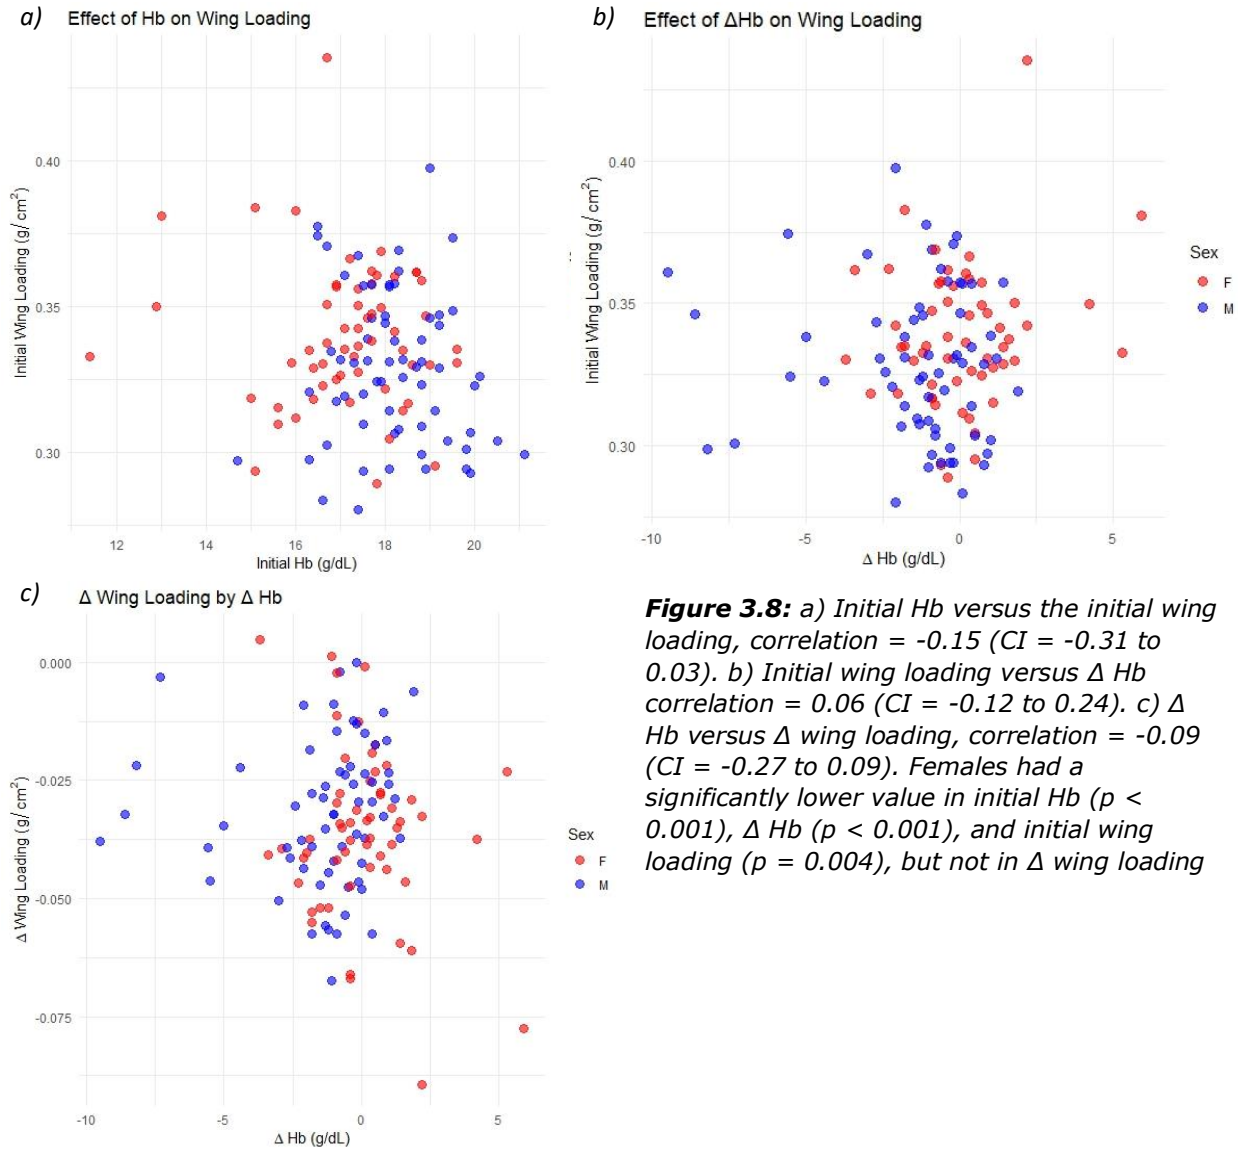 a)
Effect of Hb on Wing Loading
Initial Wing Loading (g/ cm²)
0.40
0.35
0.30
12 14 16 18 20
Initial Hb (g/dL)
b)
Effect of ΔHb on Wing Loading
Initial Wing Loading (g/ cm²)
0.40
0.35
0.30
-10 -5 0 5
Δ Hb (g/dL)
Sex
F
M
c)
Δ Wing Loading by Δ Hb
Δ Wing Loading (g/ cm²)
0.000
-0.025
-0.050
-0.075
-10 -5 0 5
Δ Hb (g/dL)
Sex
F
M
Figure 3.8: a) Initial Hb versus the initial wing
loading, correlation = -0.15 (CI = -0.31 to
0.03). b) Initial wing loading versus Δ Hb
correlation = 0.06 (CI = -0.12 to 0.24). c) Δ
Hb versus Δ wing loading, correlation = -0.09
(CI = -0.27 to 0.09). Females had a
significantly lower value in initial Hb (p <
0.001), Δ Hb (p < 0.001), and initial wing
loading (p = 0.004), but not in Δ wing loading